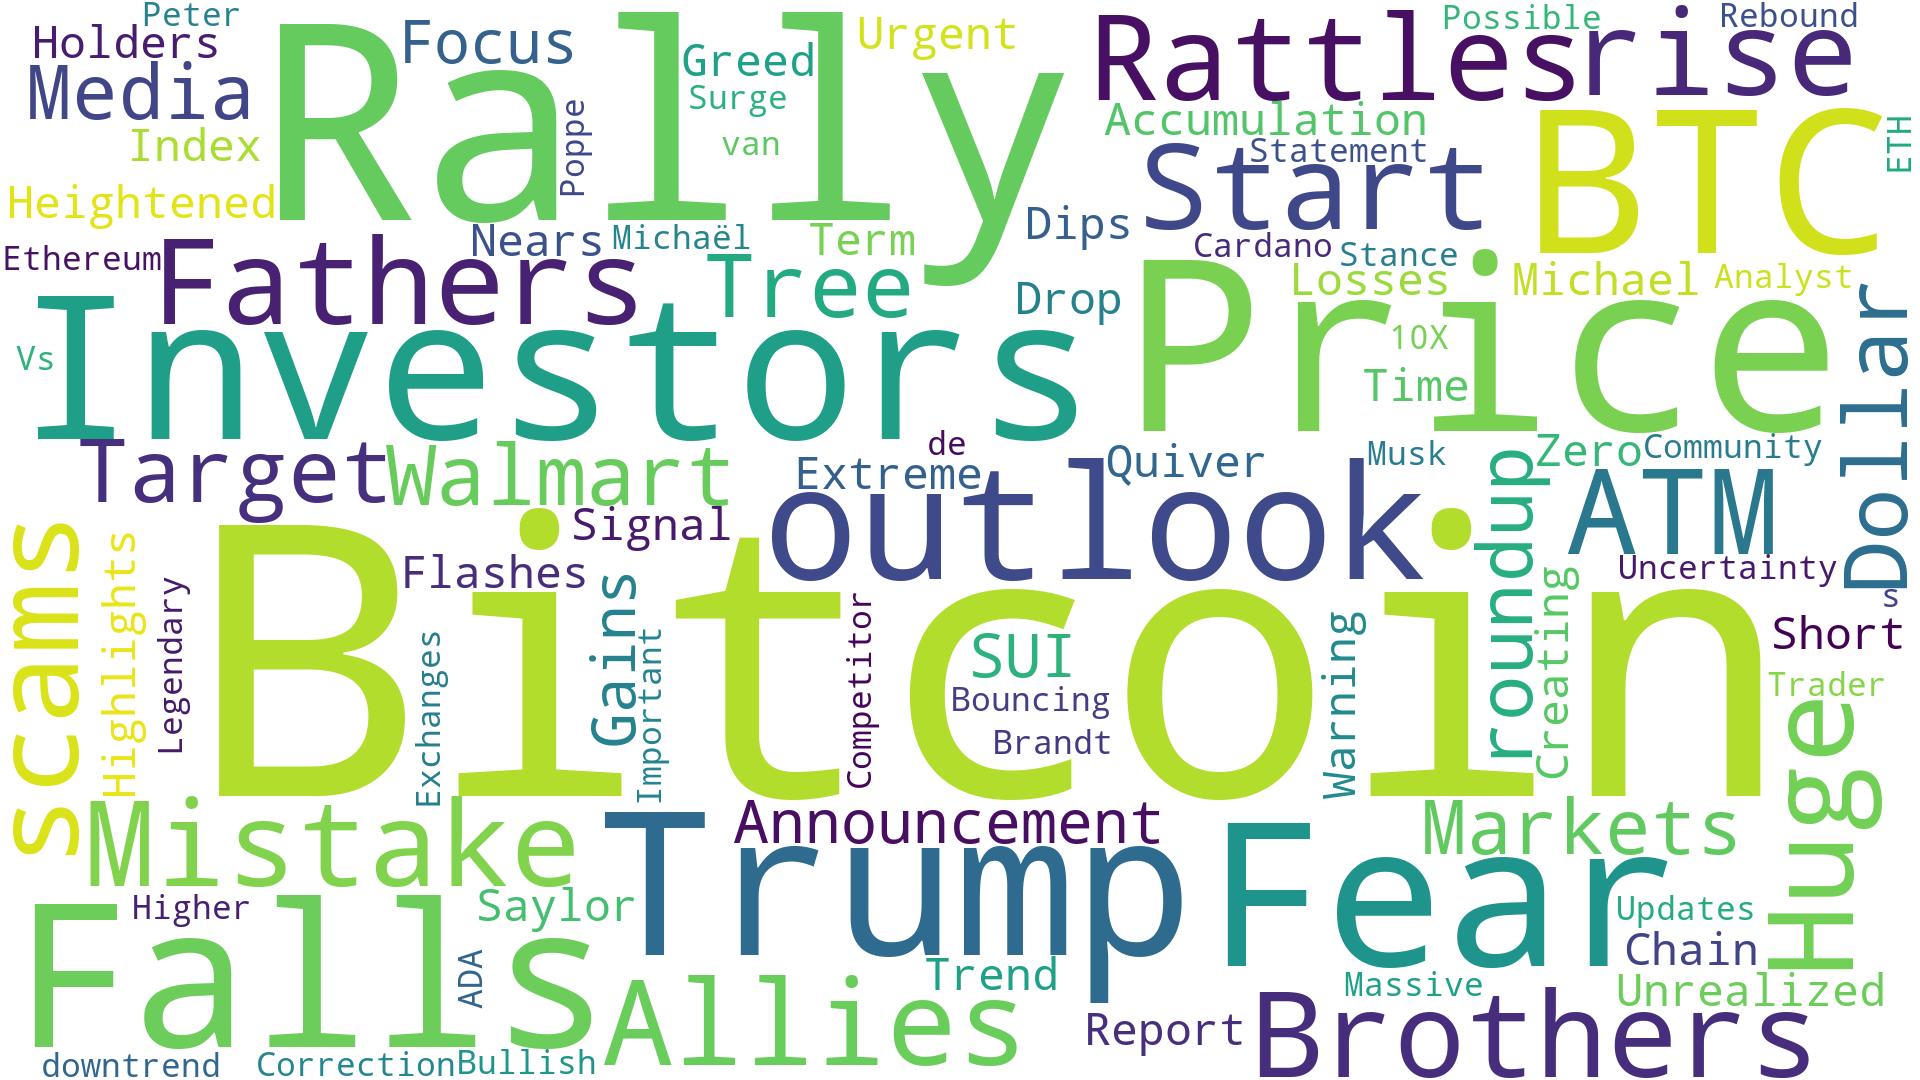 Peter
Holders
Media
Index
Heightened
Rally
Focus
Poppe
Greed
Surge
van
Urgent
Rattles
rise
Possible
Rebound
Accumulation
Statement
Start
BTC
ETH
Ethereum
Fathers
Nears
Michaël
Term
Tree
Dips
Drop
Cardano
Stance
Losses
Michael
Analyst
Vs
Investors
Price
10X
Time
Dollar
Target
Walmart
de
Extreme
Quiver
Musk
Zero
Community
outlook
roundup
ATM
Uncertainty
s
scams
Highlights
Legendary
Signal
Flashes
Bitcoin
Exchanges
Gains
Important
Competitor
SUI
Bouncing
Brandt
Warning
Creating
Short
Trader
Huge
Mistake
Trump
Announcement
Fear
Markets
Higher
Falls
Saylor
ADA
Allies
Trend
Updates
Chain
Massive
Unrealized
Report
Brothers
downtrend
Correction
Bullish